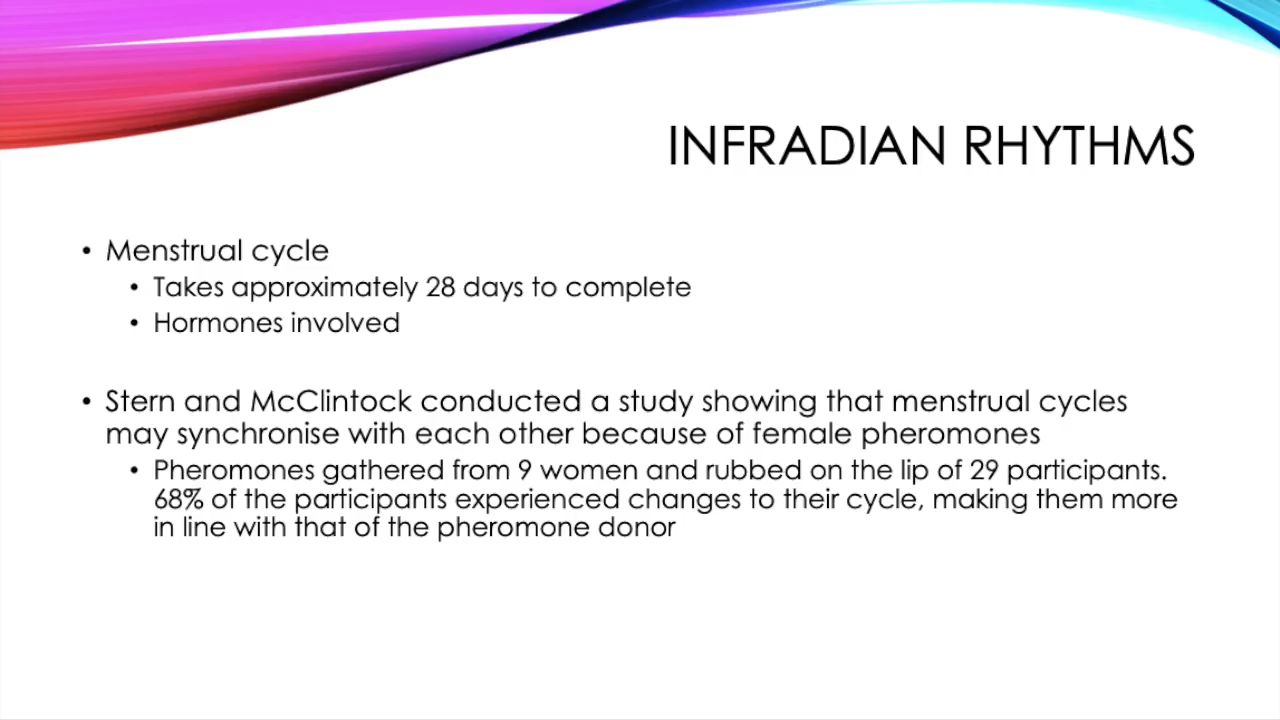 INFRADIAN RHYTHMS
• Menstrual cycle
• Takes approximately 28 days to complete
• Hormones involved
• Stern and McClintock conducted a study showing that menstrual cycles
may synchronise with each other because of female pheromones
• Pheromones gathered from 9 women and rubbed on the lip of 29 participants.
68% of the participants experienced changes to their cycle, making them more
in line with that of the pheromone donor